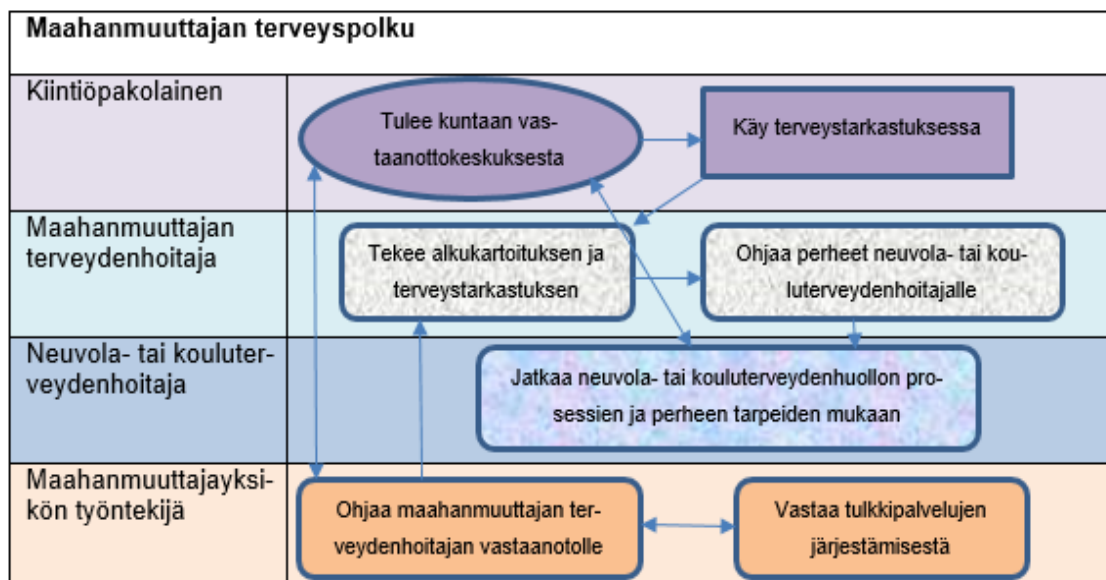 Maahanmuuttajan terveyspolku
Kiintiöpakolainen
Tulee kuntaan vas-
taanottokeskuksesta
Käy terveystarkastuksessa
Maahanmuuttajan
terveydenhoitaja
Tekee alkukartoituksen ja
terveystarkastuksen
Ohjaa perheet neuvola- tai kou-
luterveydenhoitajalle
Neuvola- tai kouluter-
veydenhoitaja
Jatkaa neuvola- tai kouluterveydenhuollon pro-
sessien ja perheen tarpeiden mukaan
Maahanmuuttajayksi-
kön työntekijä
Ohjaa maahanmuuttajan ter-
veydenhoitajan vastaanotolle
Vastaa tulkkipalvelujen
järjestämisestä